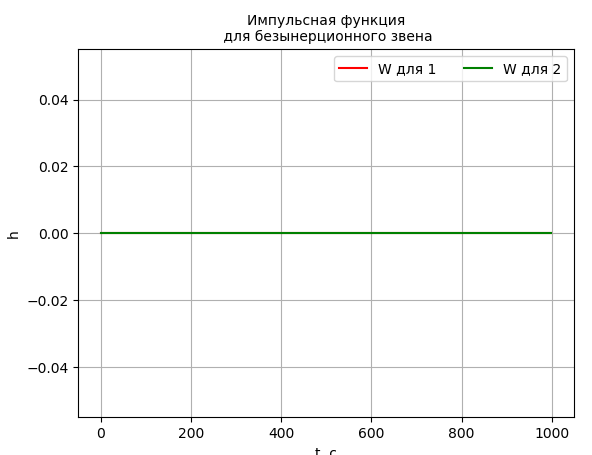 Импульсная функция
для безынерционного звена
W для 1
W для 2
0.04
0.02
0.00
−0.02
−0.04
h
0
200
400
600
800
1000
t, c